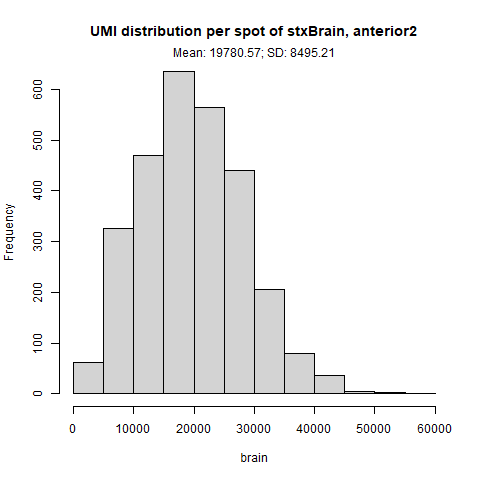 UMI distribution per spot of stxBrain, anterior2
Mean: 19780.57; SD: 8495.21
Frequency
600
500
400
300
200
100
0
0 10000 20000 30000 40000 50000 60000
brain